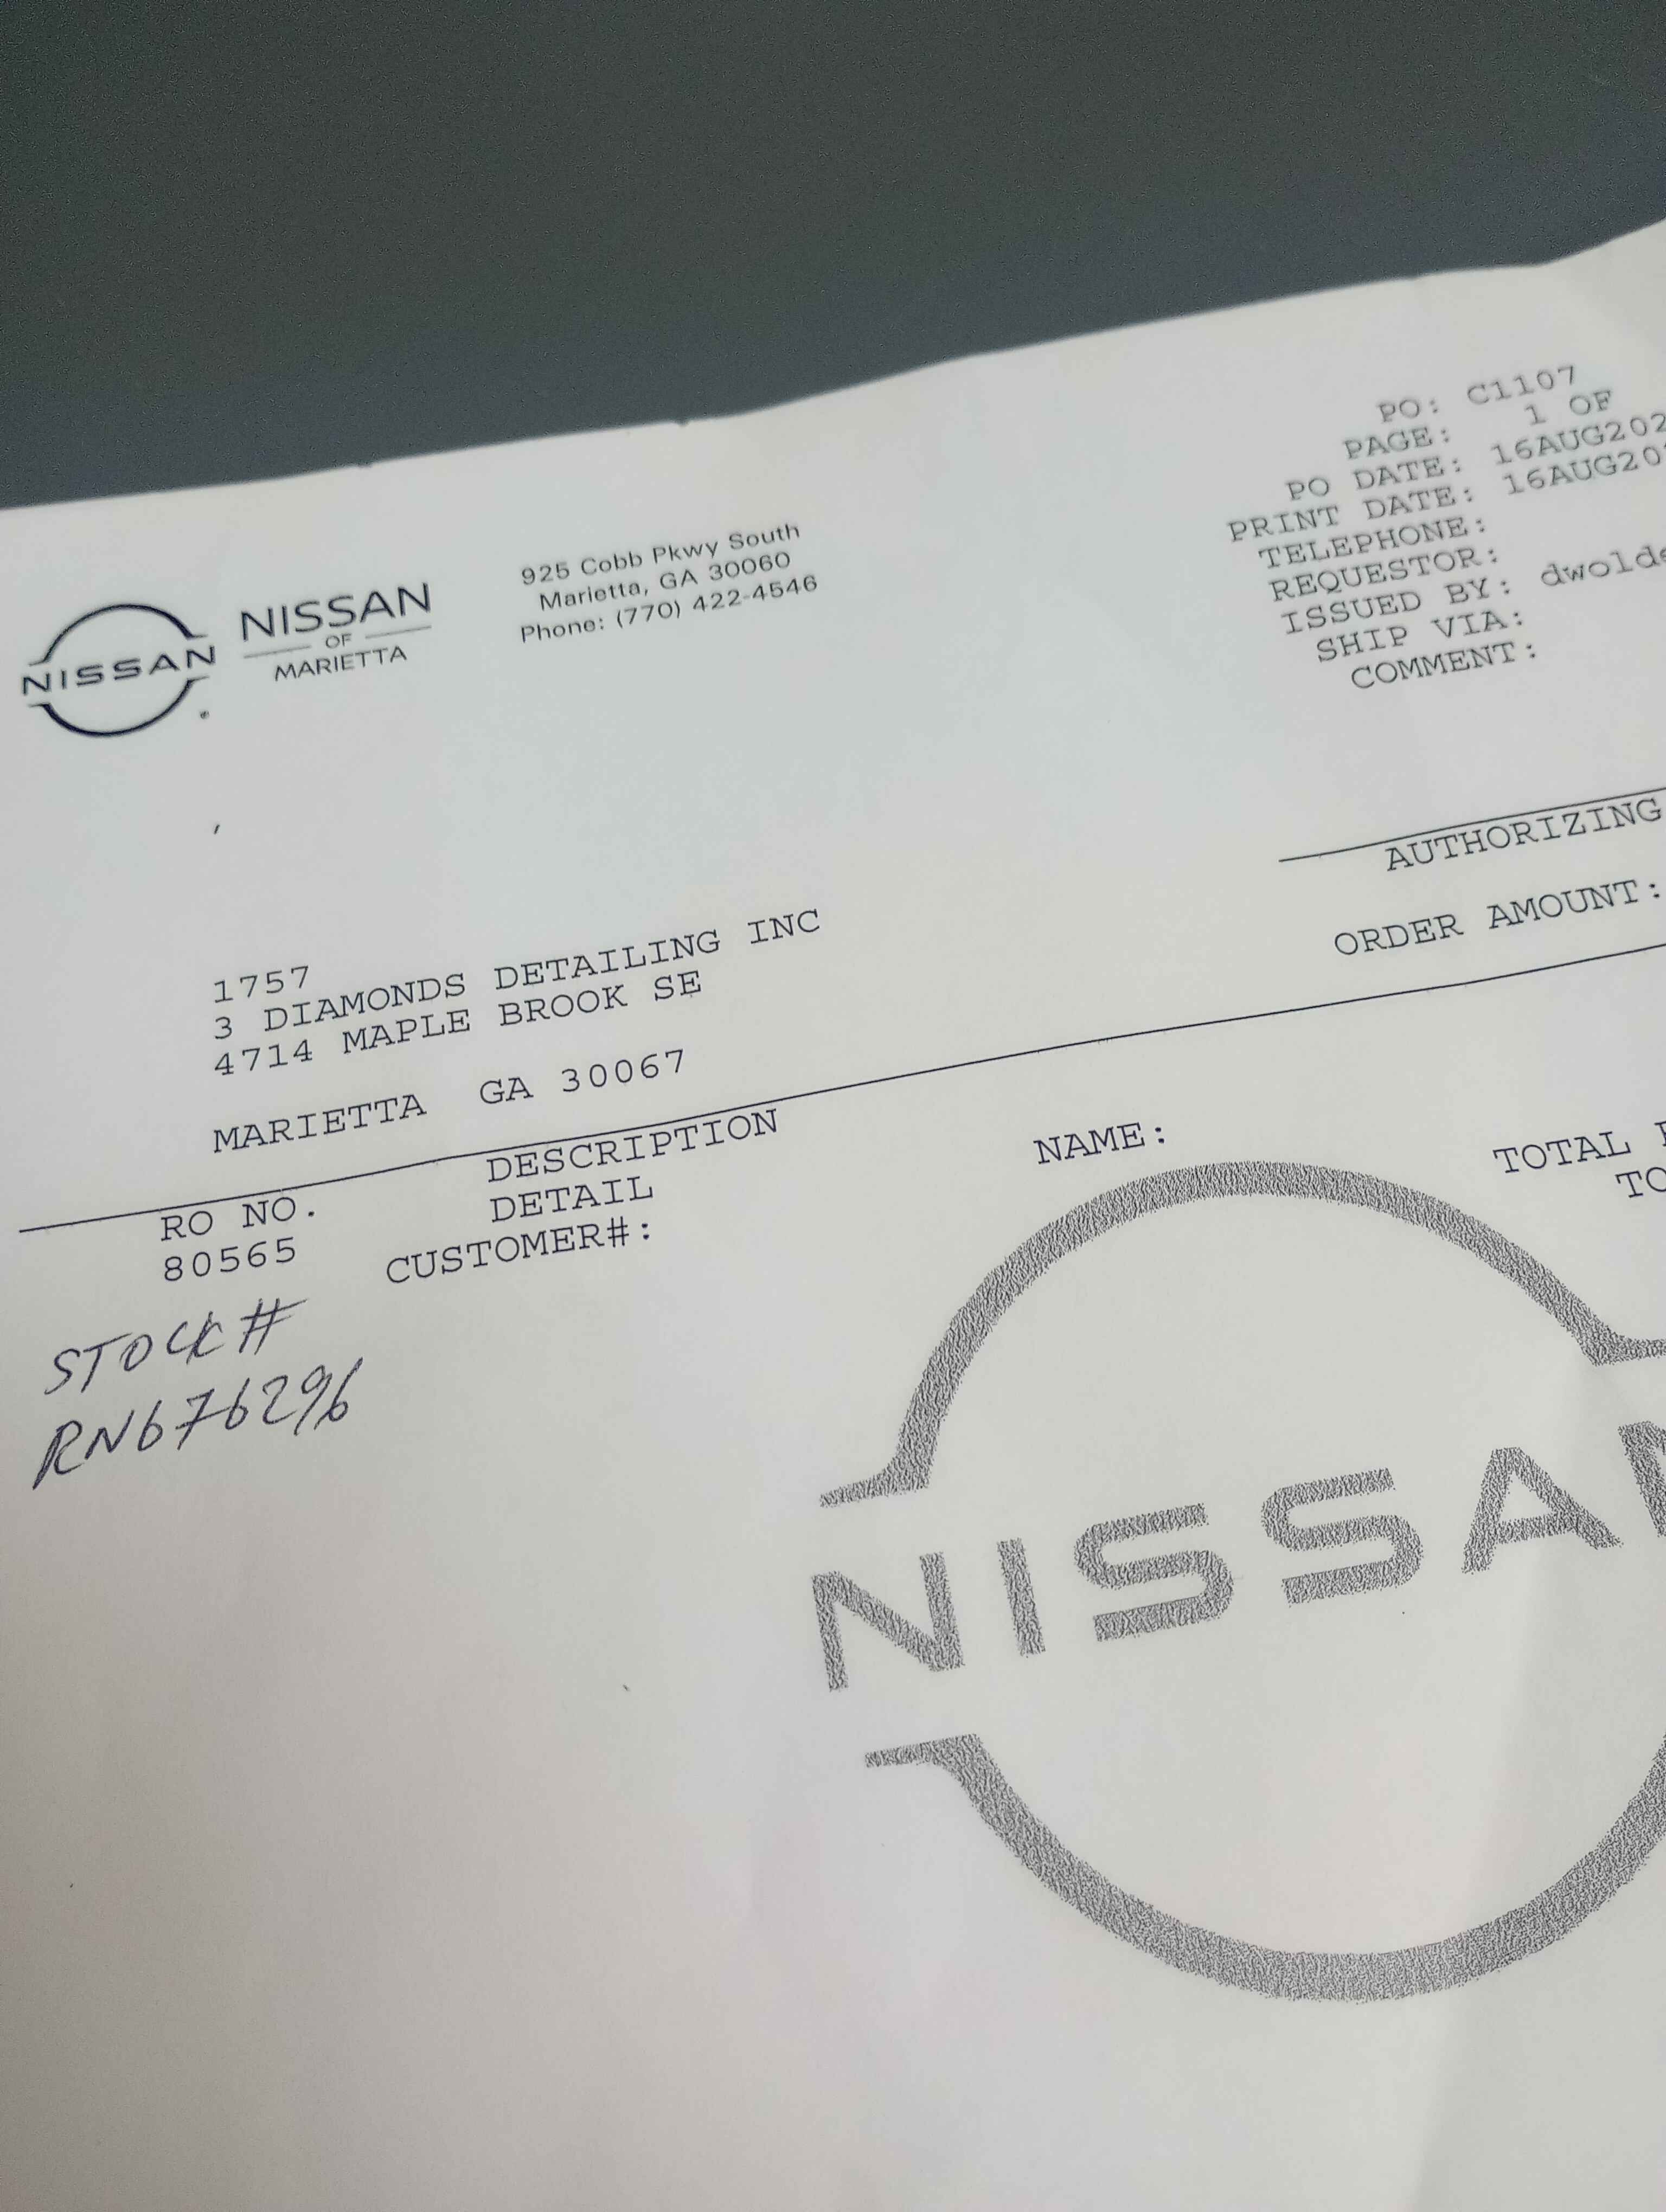 PO: C1107
PAGE: 1 OF
PO DATE: 16AUG202
PRINT DATE: 16AUG20
TELEPHONE:
REQUESTOR:
ISSUED BY: dwolde
SHIP VIA:
COMMENT:
925 Cobb Pkwy South
Marietta, GA 30060
Phone: (770) 422-4546
NISSAN
NISSAN
OF
MARIETTA
AUTHORIZING
ORDER AMOUNT:
1757
3 DIAMONDS DETAILING INC
4714 MAPLE BROOK SE
MARIETTA GA 30067
RO NO. DESCRIPTION
80565 DETAIL
CUSTOMER#: NAME: TOTAL
TO
STOCK#
RN676296
NISSAN